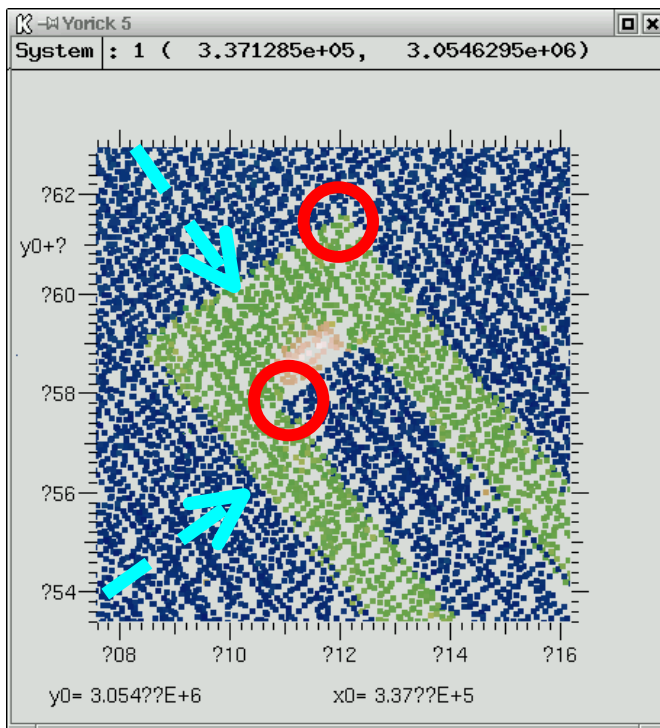 Yorick 5
System : 1 ( 3.371285e+05, 3.0546295e+06)
?62
y0+?
?60
?58
?56
?54
?08 ?10 ?12 ?14 ?16
y0= 3.054??E+6 x0= 3.37??E+5